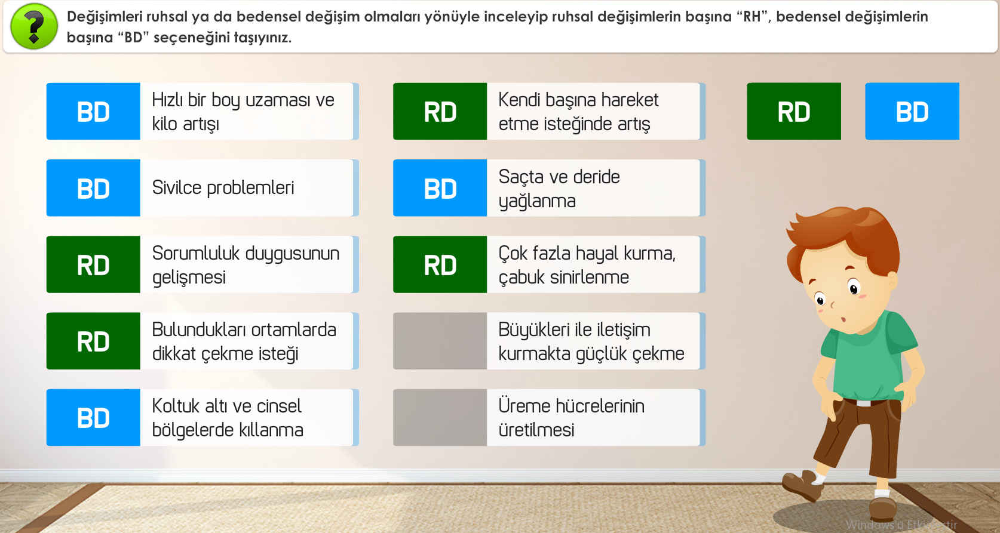 Değişimleri ruhsal ya da bedensel değişim olmaları yönüyle inceleyip ruhsal değişimlerin başına “RH”, bedensel değişimlerin
başına “BD” seçeneğini taşıyınız.
BD
Hızlı bir boy uzaması ve
kilo artışı
BD
Sivilce problemleri
RD
Sorumluluk duygusunun
gelişmesi
RD
Bulundukları ortamlarda
dikkat çekme isteği
BD
Koltuk altı ve cinsel
bölgelerde kıllanma
RD
Kendi başına hareket
etme isteğinde artış
BD
Saçta ve deride
yağlanma
RD
Çok fazla hayal kurma,
çabuk sinirlenme
Büyükleri ile iletişim
kurmakta güçlük çekme
Üreme hücrelerinin
üretilmesi
RD
BD
Windows'u